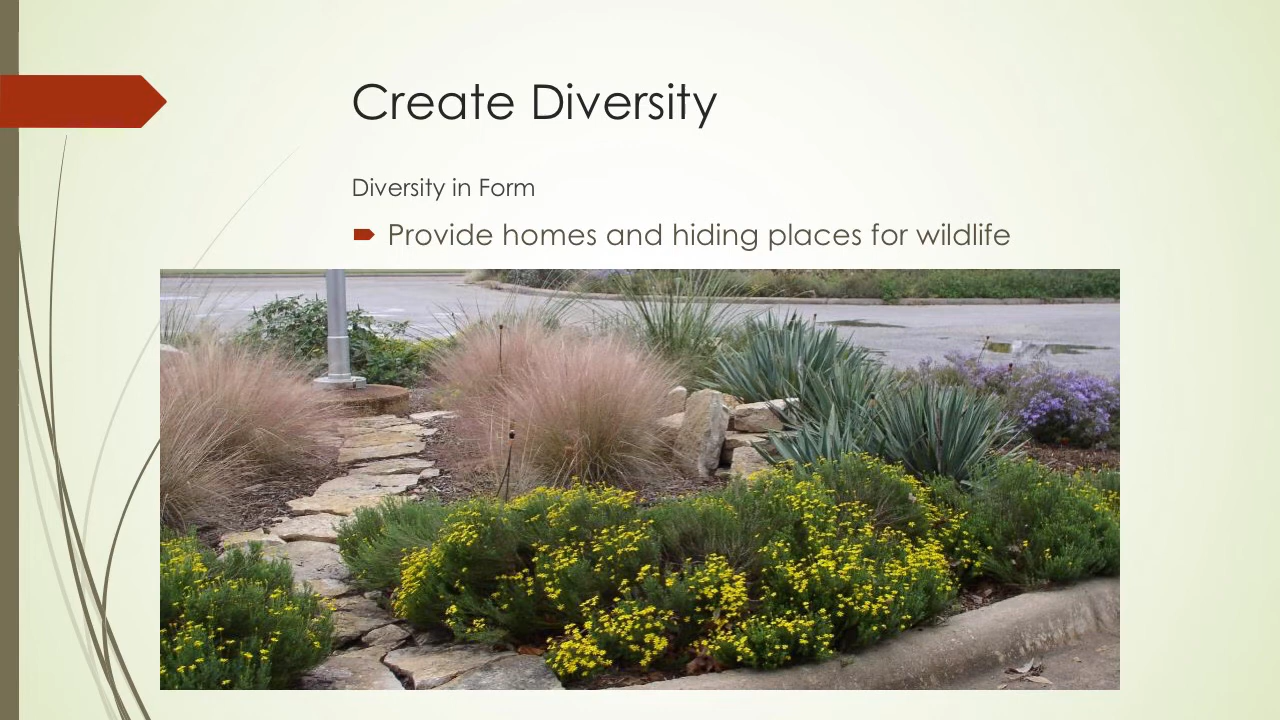 Create Diversity
Diversity in Form
Provide homes and hiding places for wildlife